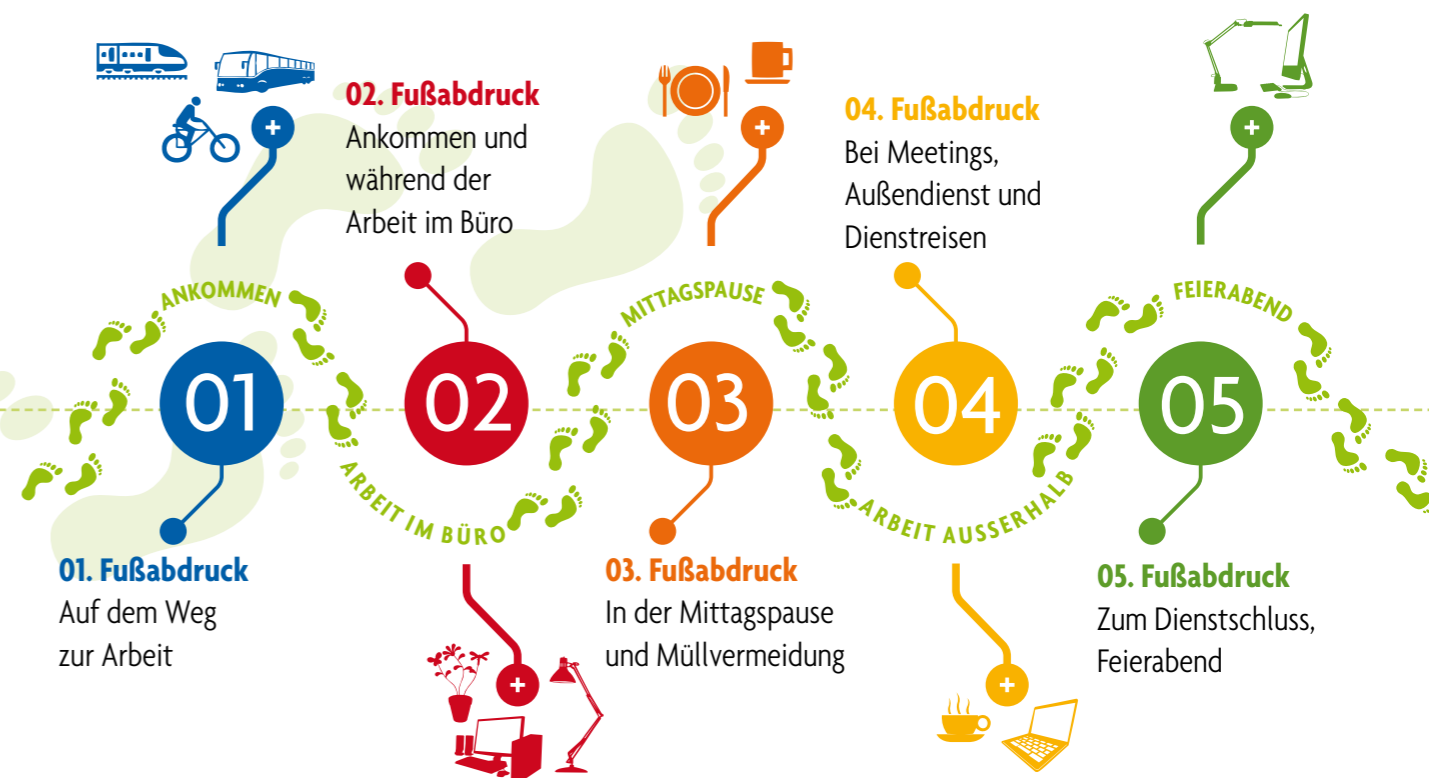 02. Fußabdruck
Ankommen und
während der
Arbeit im Büro
04. Fußabdruck
Bei Meetings,
Außendienst und
Dienstreisen
+
+
+
ANKOMMEN
MITTAGSPAUSE
FEIERABEND
01
02
03
04
05
ARBEIT IM BÜRO
ARBEIT AUSSERHALB
01. Fußabdruck
Auf dem Weg
zur Arbeit
03. Fußabdruck
In der Mittagspause
und Müllvermeidung
05. Fußabdruck
Zum Dienstschluss,
Feierabend
+
+